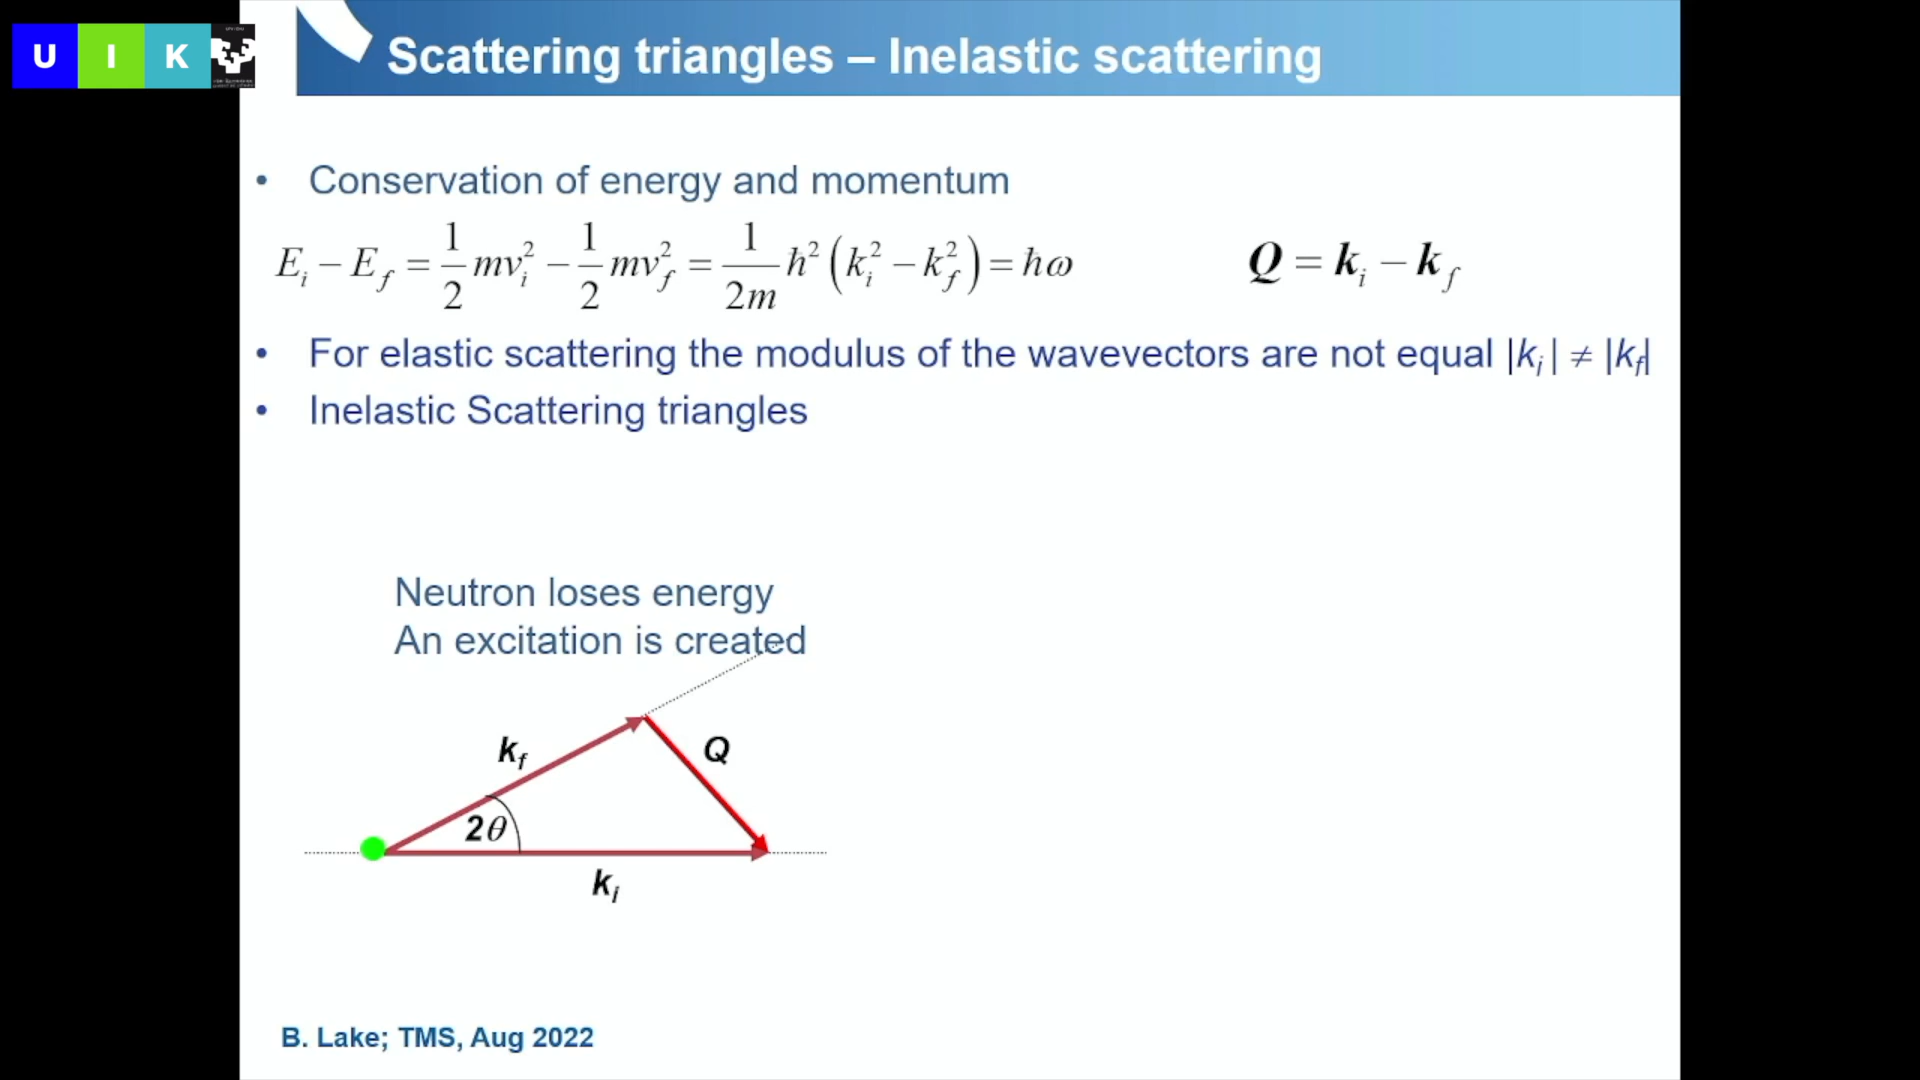 U I K
Scattering triangles – Inelastic scattering
• Conservation of energy and momentum
E_i − E_f = 1/2 mv_i^2 − 1/2 mv_f^2 = 1/2m ħ^2 (k_i^2 − k_f^2) = ħω
Q = k_i − k_f
• For elastic scattering the modulus of the wavevectors are not equal |k_i| ≠ |k_f|
• Inelastic Scattering triangles
Neutron loses energy
An excitation is created
k_f
Q
2θ
k_i
B. Lake; TMS, Aug 2022